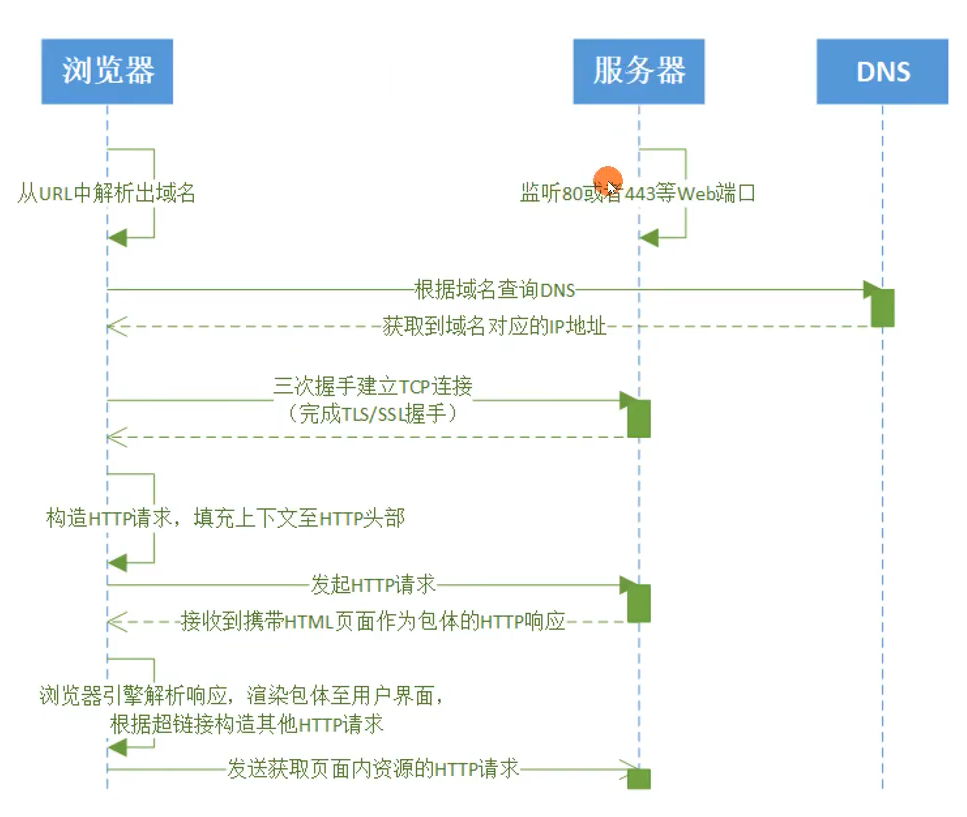 浏览器
服务器
DNS
从URL中解析出域名
监听80或者443等Web端口
根据域名查询DNS
获取到域名对应的IP地址
三次握手建立TCP连接
（完成TLS/SSL握手）
构造HTTP请求，填充上下文至HTTP头部
发起HTTP请求
接收到携带HTML页面作为包体的HTTP响应
浏览器引擎解析响应，渲染包体至用户界面，
根据超链接构造其他HTTP请求
发送获取页面内资源的HTTP请求